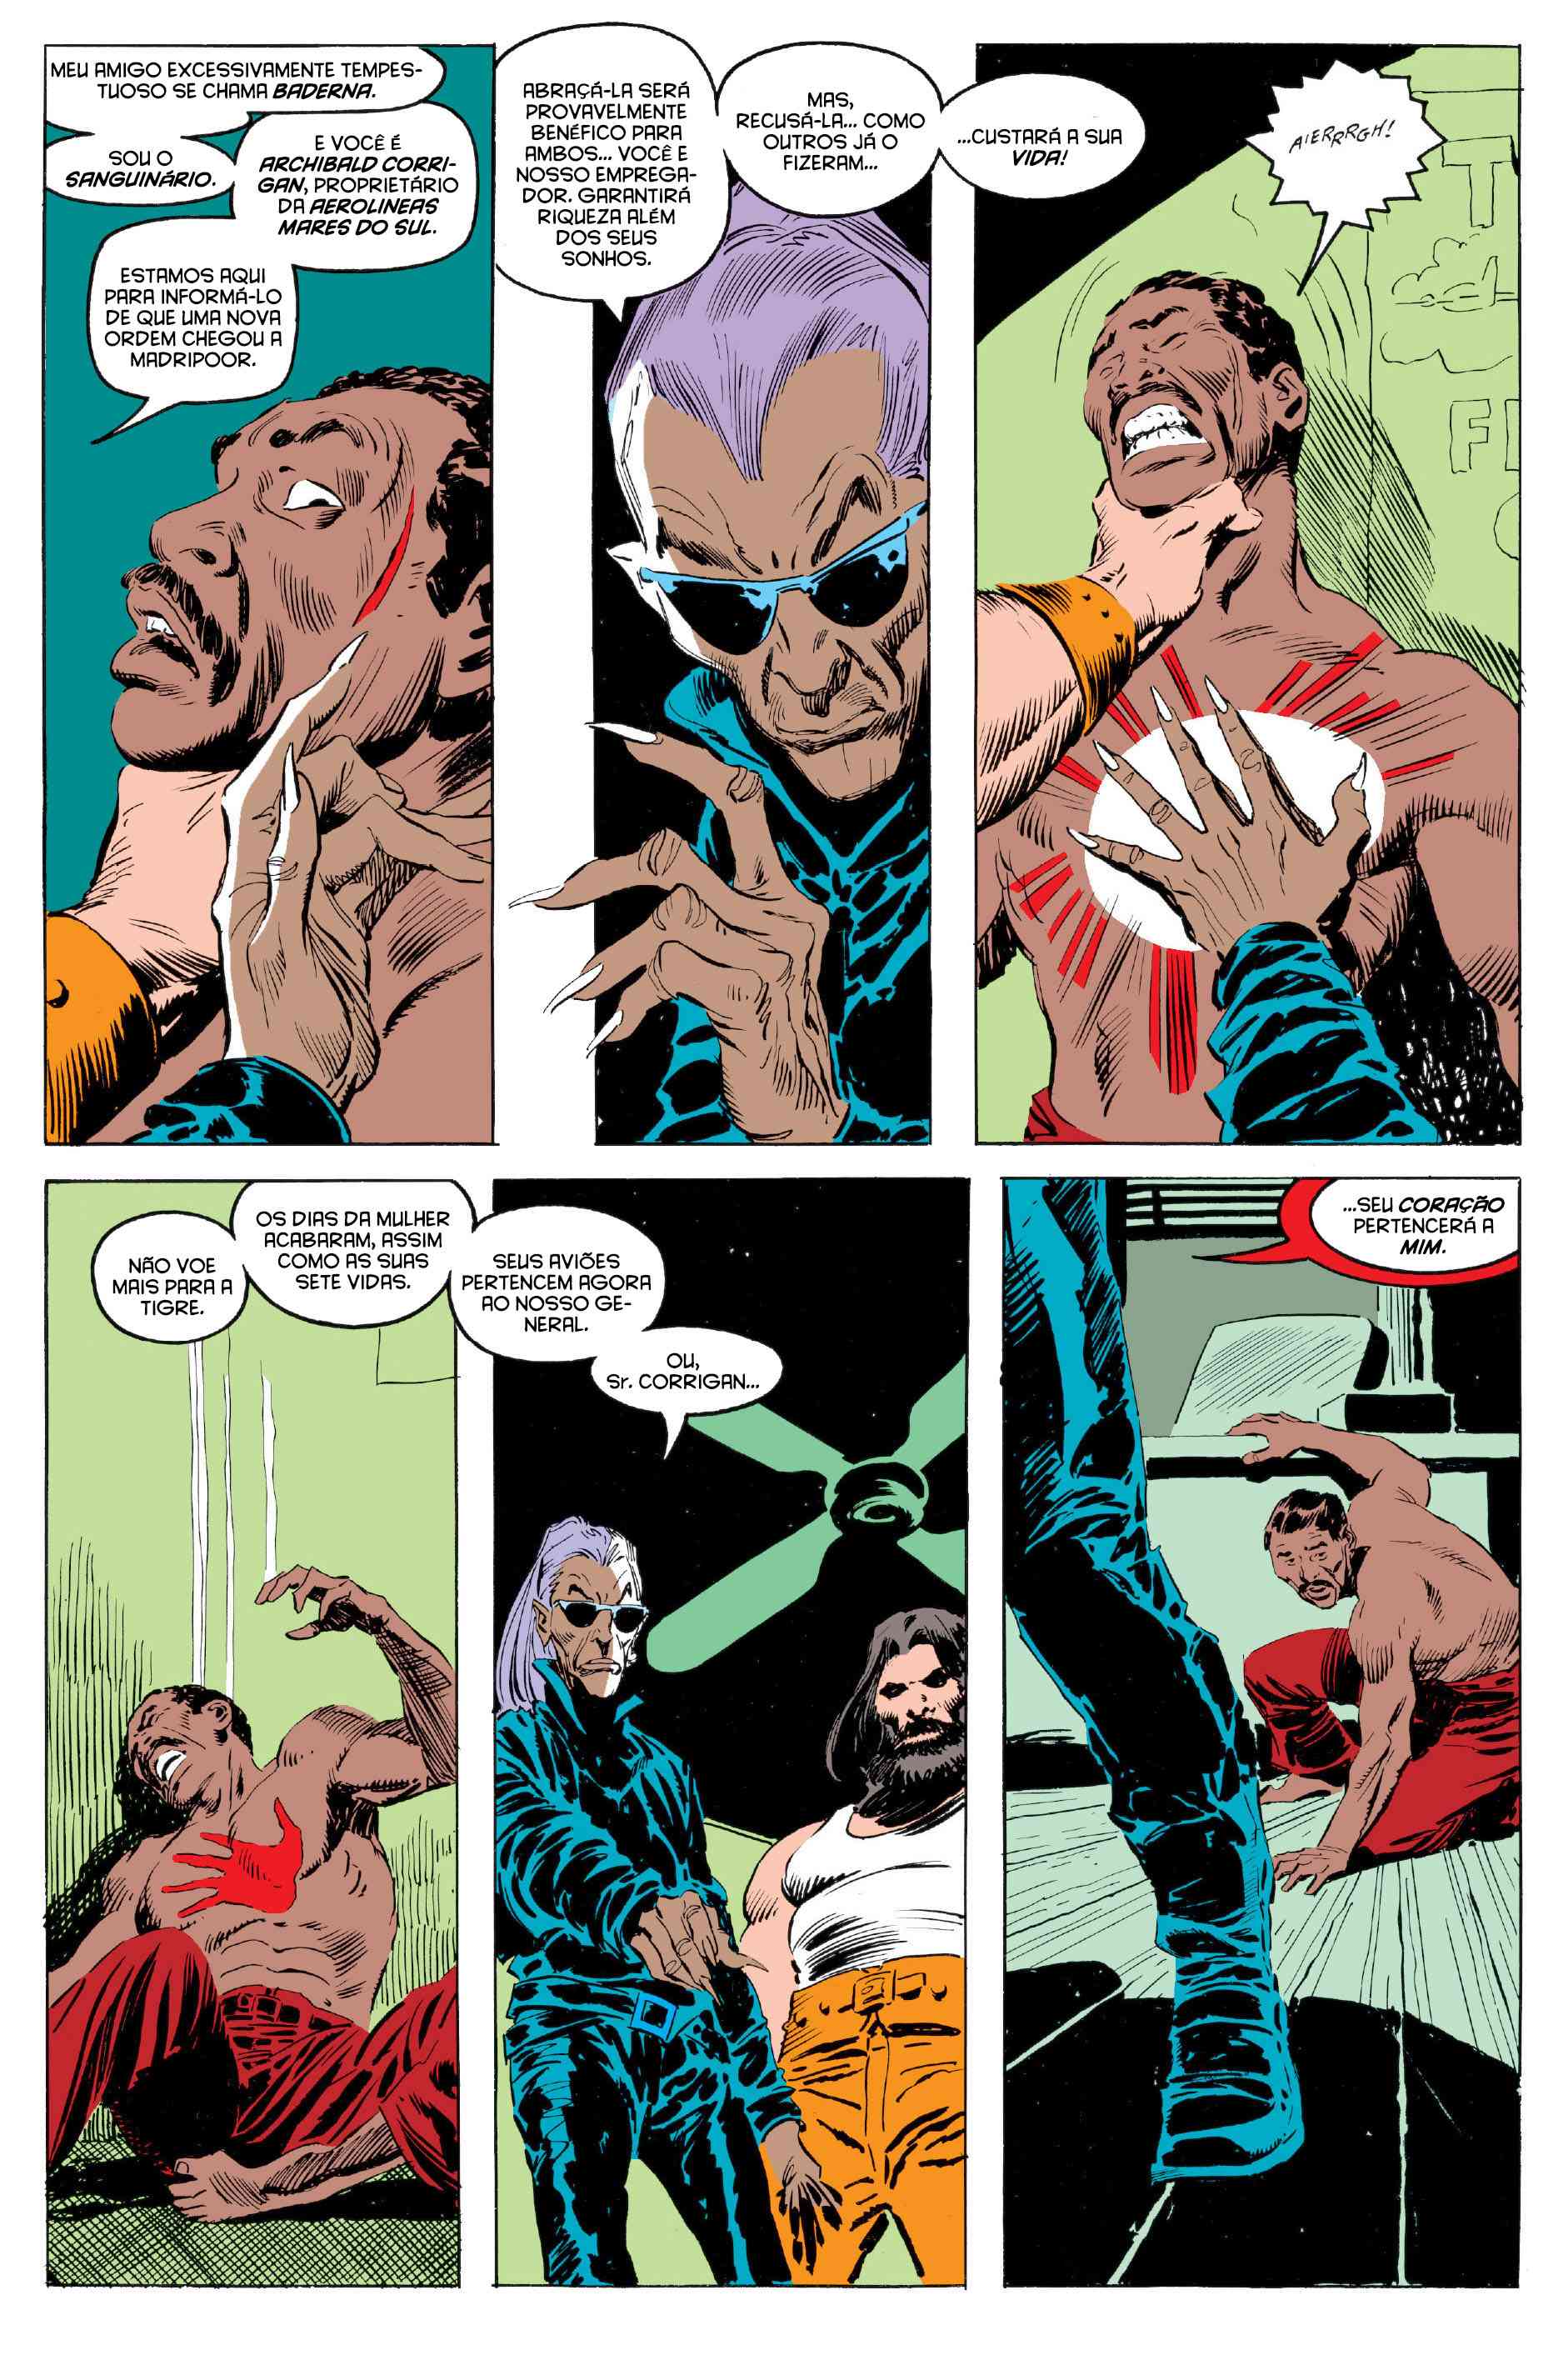 MEU AMIGO EXCESSIVAMENTE TEMPES-
TUOSO SE CHAMA BADERNA.
SOU O
SANGUINÁRIO.
E VOCÊ É
ARCHIBALD CORRI-
GAN, PROPRIETÁRIO
DA AEROLINEAS
MARES DO SUL.
ESTAMOS AQUI
PARA INFORMÁ-LO
DE QUE UMA NOVA
ORDEM CHEGOU A
MADRIPOOR.
ABRAÇÁ-LA SERÁ
PROVAVELMENTE
BENÉFICO PARA
AMBOS... VOCÊ E
NOSSO EMPREGA-
DOR. GARANTIRÁ
RIQUEZA ALÉM
DOS SEUS
SONHOS.
MAS,
RECUSÁ-LA... COMO
OUTROS JÁ O
FIZERAM...
...CUSTARÁ A SUA
VIDA!
AIERRRGH!
T
FL
NÃO VOE
MAIS PARA A
TIGRE.
OS DIAS DA MULHER
ACABARAM, ASSIM
COMO AS SUAS
SETE VIDAS.
SEUS AVIÕES
PERTENCEM AGORA
AO NOSSO GE-
NERAL.
OU,
Sr. CORRIGAN...
...SEU CORAÇÃO
PERTENCERÁ A
MIM.